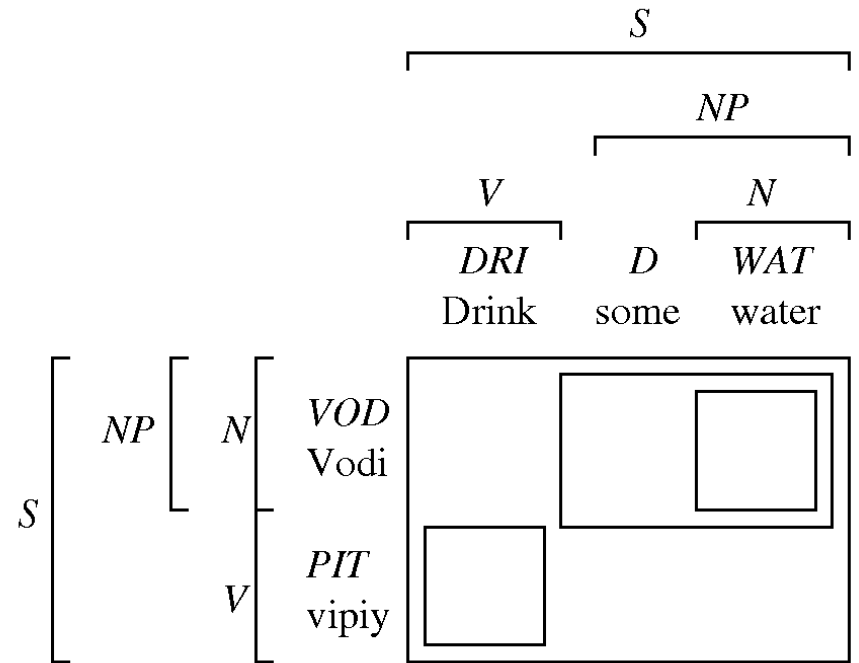 S
NP
V N
DRI D WAT
Drink some water
VOD
NP N Vodi
S
PIT
V vipiy